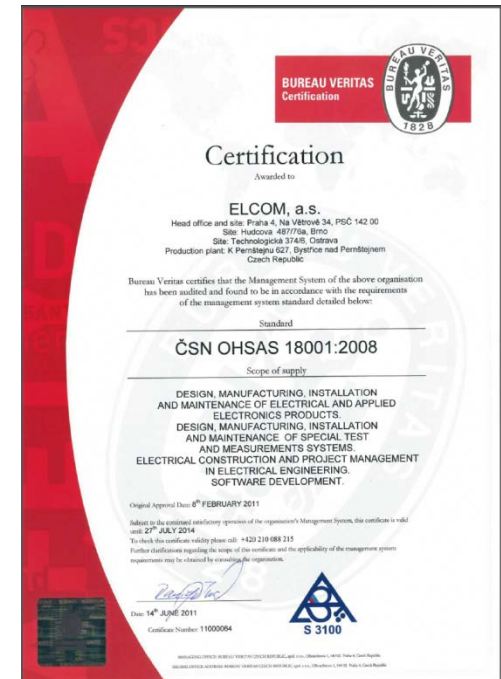 BUREAU VERITAS
Certification
BUREAU VERITAS
1828
Certification
Awarded to
ELCOM, a.s.
Head office and site: Praha 4, Na Větrově 34, PSČ 142 00
Site: Hudcova 487/76a, Brno
Site: Technologická 374/8, Ostrava
Production plant: K Pernštejnu 627, Bystřice nad Pernštejnem
Czech Republic
Bureau Veritas certifies that the Management System of the above organisation
has been audited and found to be in accordance with the requirements
of the management system standard detailed below:
Standard
ČSN OHSAS 18001:2008
Scope of supply
DESIGN, MANUFACTURING, INSTALLATION
AND MAINTENANCE OF ELECTRICAL AND APPLIED
ELECTRONICS PRODUCTS.
DESIGN, MANUFACTURING, INSTALLATION
AND MAINTENANCE OF SPECIAL TEST
AND MEASUREMENTS SYSTEMS.
ELECTRICAL CONSTRUCTION AND PROJECT MANAGEMENT
IN ELECTRICAL ENGINEERING.
SOFTWARE DEVELOPMENT.
Original Approval Date: 8th FEBRUARY 2011
Subject to the continued satisfactory operation of the organisation's Management System, this certificate is valid
until: 27th JULY 2014
To check this certificate validity please call: +420 210 088 215
Further clarifications regarding the scope of this certificate and the applicability of the management system
requirements may be obtained by consulting the organisation.
Date: 14th JUNE 2011
Certificate Number: 11000064
S 3100